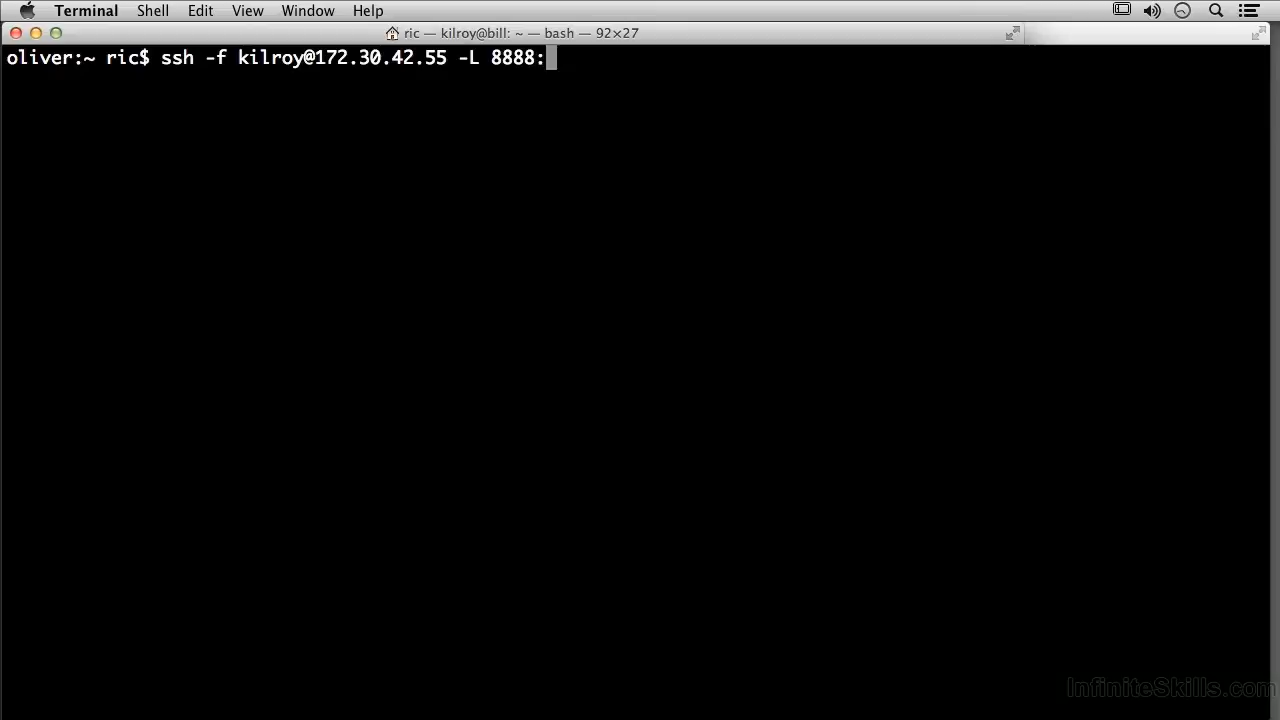 Terminal Shell Edit View Window Help
ric — kilroy@bill: ~ — bash — 92×27
oliver:~ ric$ ssh -f kilroy@172.30.42.55 -L 8888:
InfiniteSkills.com